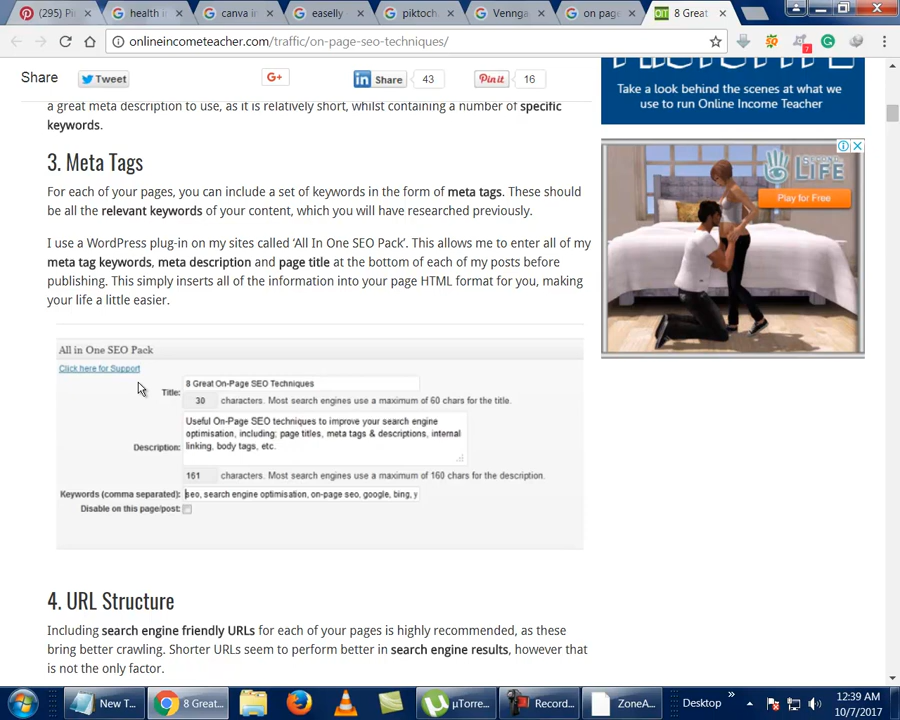 (295) Pi
health i
canva i
easelly
piktoch
Vennga
on page
8 Great
onlineincometeacher.com/traffic/on-page-seo-techniques/
7
Share
Tweet
G+
in Share
43
Pin it
16
Take a look behind the scenes at what we
use to run Online Income Teacher
a great meta description to use, as it is relatively short, whilst containing a number of specific
keywords.
3. Meta Tags
For each of your pages, you can include a set of keywords in the form of meta tags. These should
be all the relevant keywords of your content, which you will have researched previously.
I use a WordPress plug-in on my sites called ‘All In One SEO Pack’. This allows me to enter all of my
meta tag keywords, meta description and page title at the bottom of each of my posts before
publishing. This simply inserts all of the information into your page HTML format for you, making
your life a little easier.
SECOND
LIFE
Play for Free
All in One SEO Pack
Click here for Support
Title: 8 Great On-Page SEO Techniques
30 characters. Most search engines use a maximum of 60 chars for the title.
Description: Useful On-Page SEO techniques to improve your search engine
optimisation, including; page titles, meta tags & descriptions, internal
linking, body tags, etc.
161 characters. Most search engines use a maximum of 160 chars for the description.
Keywords (comma separated): seo, search engine optimisation, on-page seo, google, bing, y
Disable on this page/post:
4. URL Structure
Including search engine friendly URLs for each of your pages is highly recommended, as these
bring better crawling. Shorter URLs seem to perform better in search engine results, however that
is not the only factor.
New T...
8 Great...
µTorre...
Record...
ZoneA...
Desktop
12:39 AM
10/7/2017